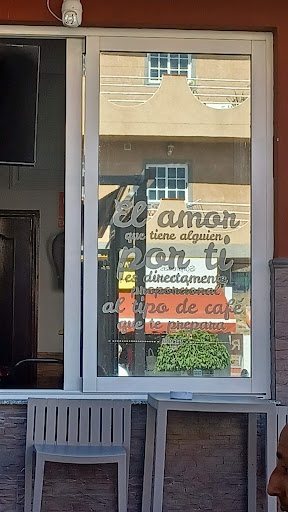 El amor
que tiene alguien
por ti
es directamente
proporcional
al tipo de café
que te prepara